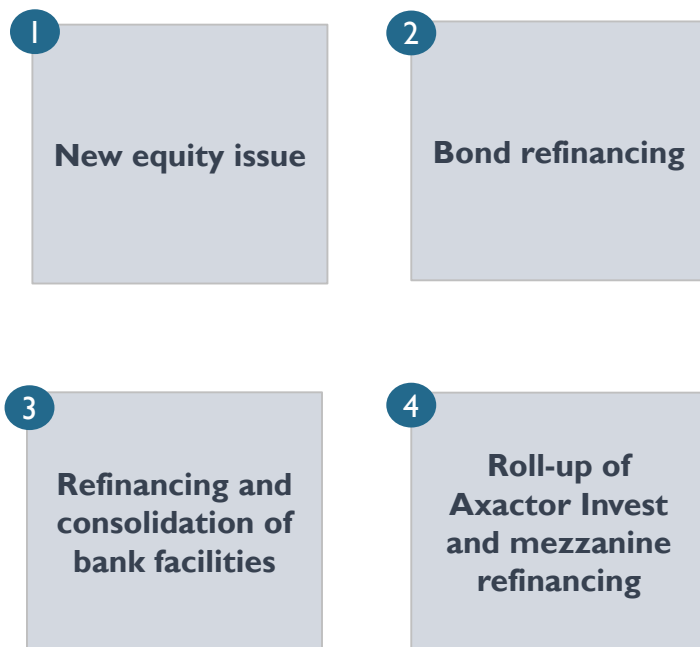 1
New equity issue
2
Bond refinancing
3
Refinancing and
consolidation of
bank facilities
4
Roll-up of
Axactor Invest
and mezzanine
refinancing